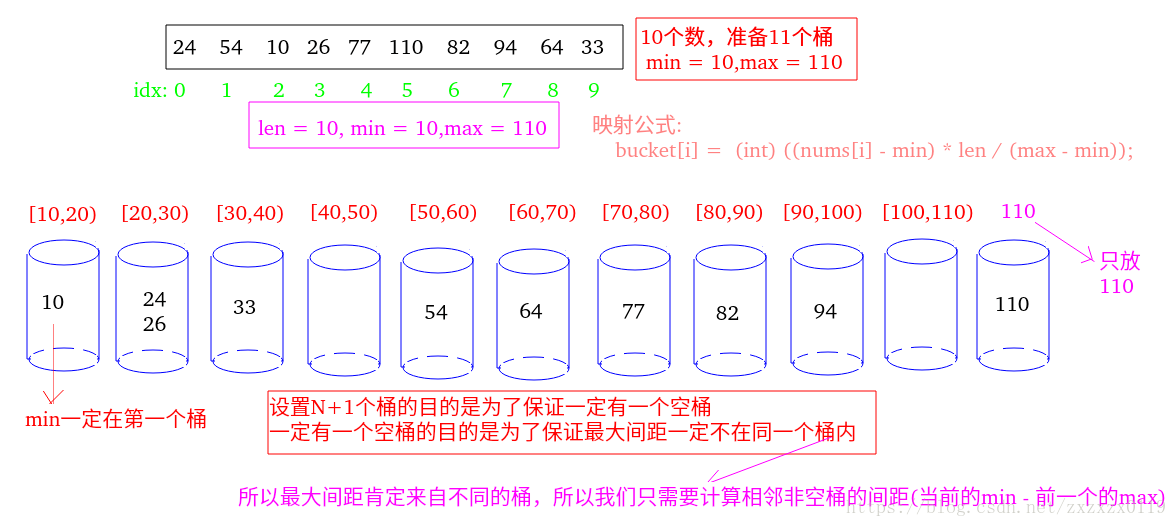 24 54 10 26 77 110 82 94 64 33
idx: 0 1 2 3 4 5 6 7 8 9
10个数，准备11个桶
min = 10,max = 110
len = 10, min = 10,max = 110
映射公式:
bucket[i] = (int) ((nums[i] - min) * len / (max - min));
[10,20) [20,30) [30,40) [40,50) [50,60) [60,70) [70,80) [80,90) [90,100) [100,110) 110
只放
110
10
24
26
33
54
64
77
82
94
110
min一定在第一个桶
设置N+1个桶的目的是为了保证一定有一个空桶
一定有一个空桶的目的是为了保证最大间距一定不在同一个桶内
所以最大间距肯定来自不同的桶，所以我们只需要计算相邻非空桶的间距(当前的min - 前一个的max)
https://blog.csdn.net/zxzxzx0119